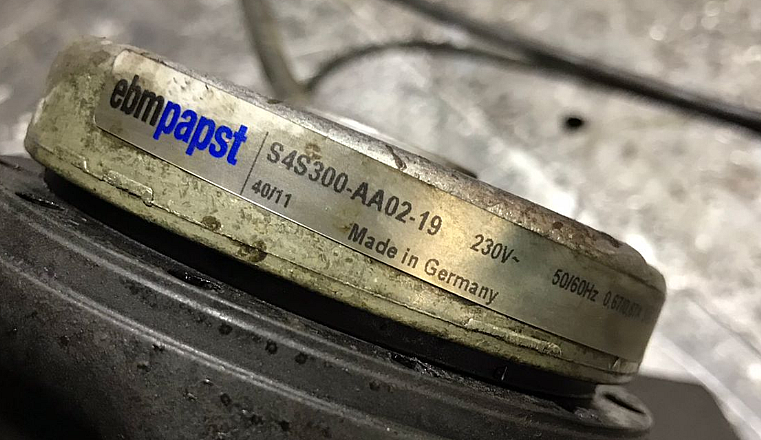 ebmpapst
S4S300-AA02-19 230V~ 50/60Hz
40/11 Made in Germany